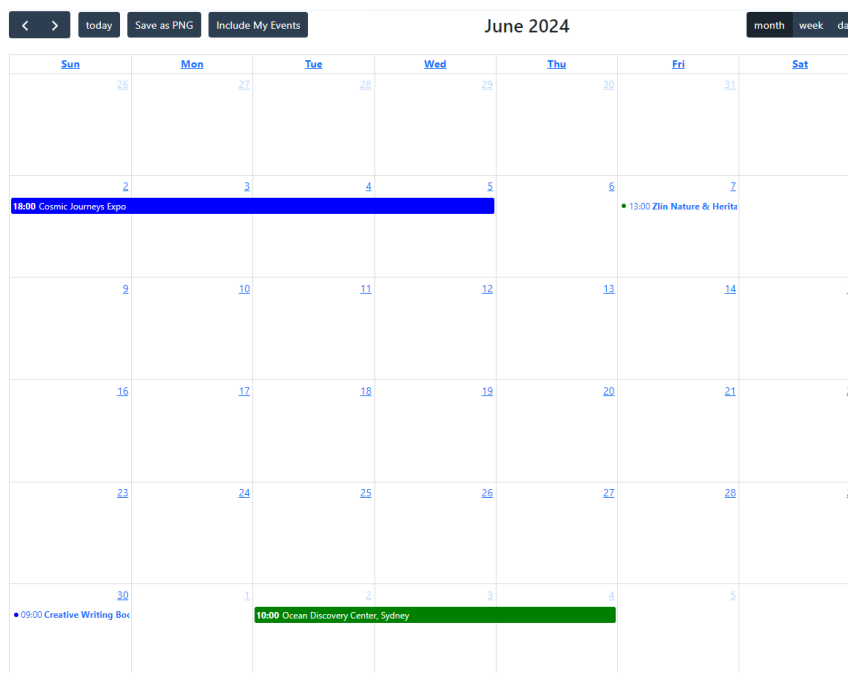 today Save as PNG Include My Events June 2024 month week
Sun Mon Tue Wed Thu Fri Sat
26 27 28 29 30 31
2 3 4 5 6 7
18:00 Cosmic Journeys Expo 13:00 Zlín Nature & Herita
9 10 11 12 13 14
16 17 18 19 20 21
23 24 25 26 27 28
30 1 2 3 4 5
09:00 Creative Writing Boo 10:00 Ocean Discovery Center, Sydney